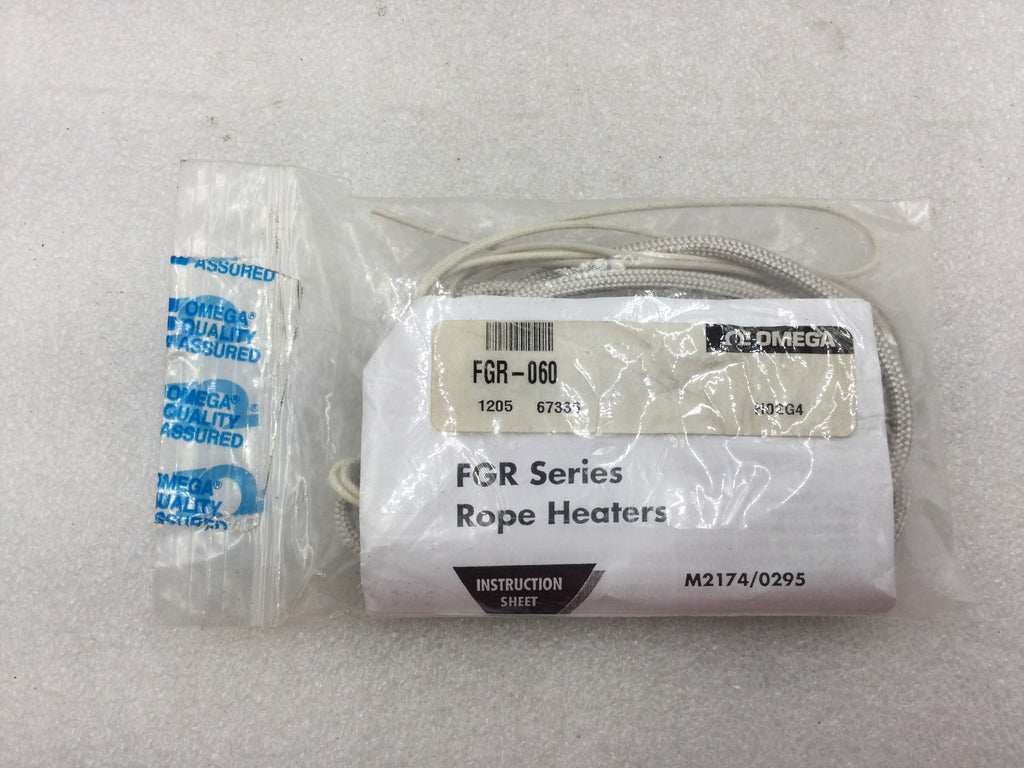 ASSURED
OMEGA®
QUALITY
ASSURED
OMEGA®
QUALITY
ASSURED
OMEGA®
QUALITY
ASSURED
OMEGA
FGR-060
1205
FGR Series
Rope Heaters
INSTRUCTION
SHEET
M2174/0295